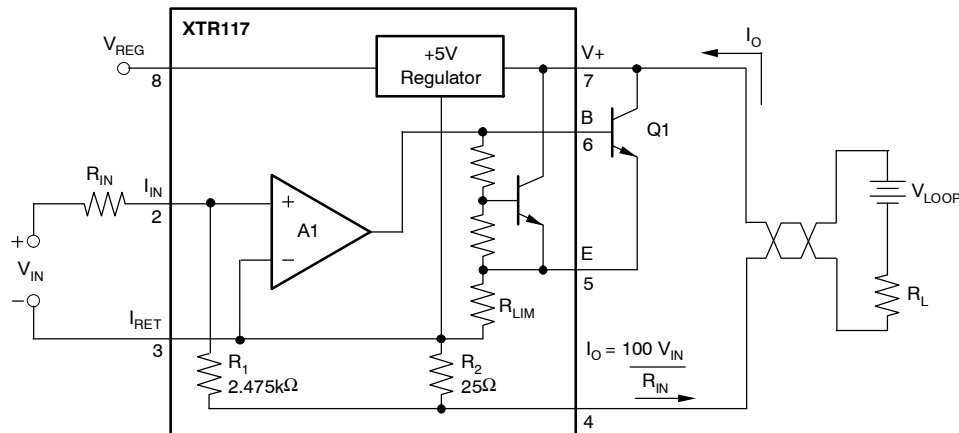 XTR117
V+
I_O
V_REG
+5V
Regulator
8
7
B
Q1
6
R_IN
I_IN
V_LOOP
2
+
A1
+
V_IN
−
E
−
5
R_LIM
R_L
I_RET
3
R_1
2.475kΩ
R_2
25Ω
I_O = 100 V_IN
R_IN
4